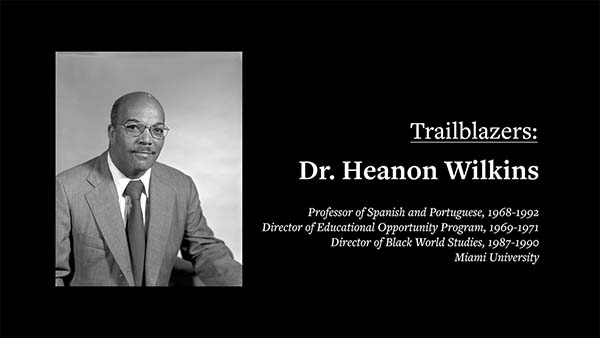 Trailblazers:
Dr. Heanon Wilkins
Professor of Spanish and Portuguese, 1968-1992
Director of Educational Opportunity Program, 1969-1971
Director of Black World Studies, 1987-1990
Miami University